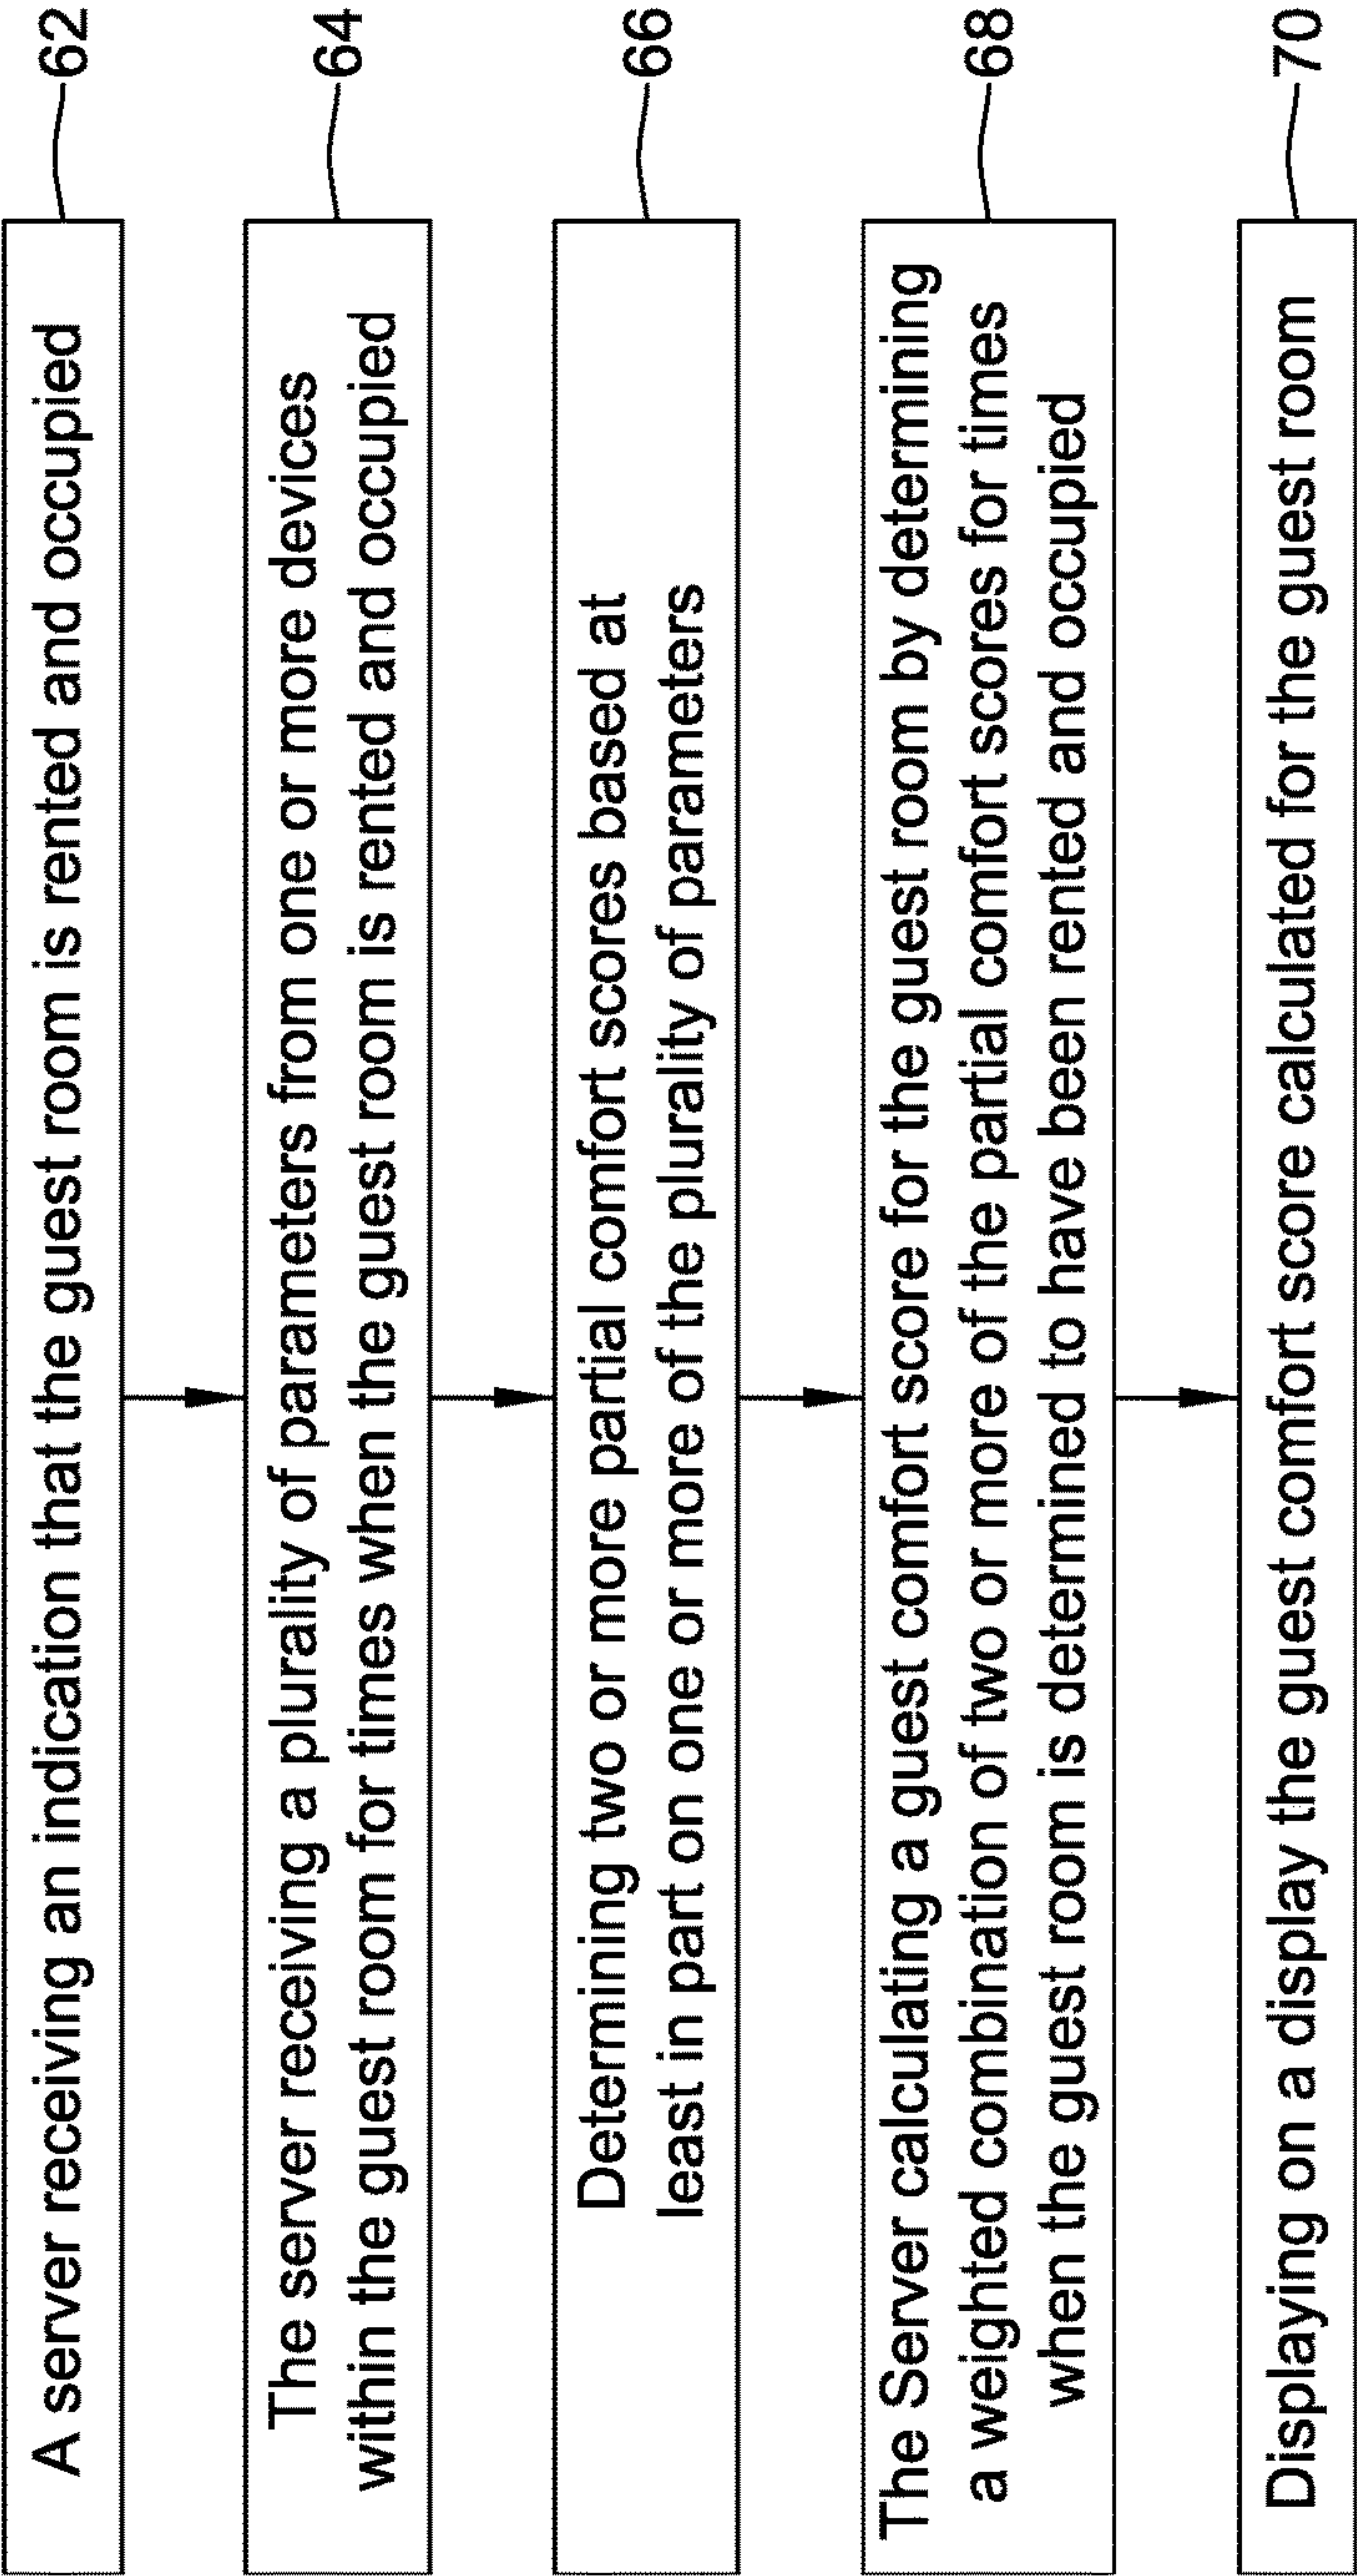 A server receiving an indication that the guest room is rented and occupied
62
The server receiving a plurality of parameters from one or more devices
within the guest room for times when the guest room is rented and occupied
64
Determining two or more partial comfort scores based at
least in part on one or more of the plurality of parameters
66
The Server calculating a guest comfort score for the guest room by determining
a weighted combination of two or more of the partial comfort scores for times
when the guest room is determined to have been rented and occupied
68
Displaying on a display the guest comfort score calculated for the guest room
70